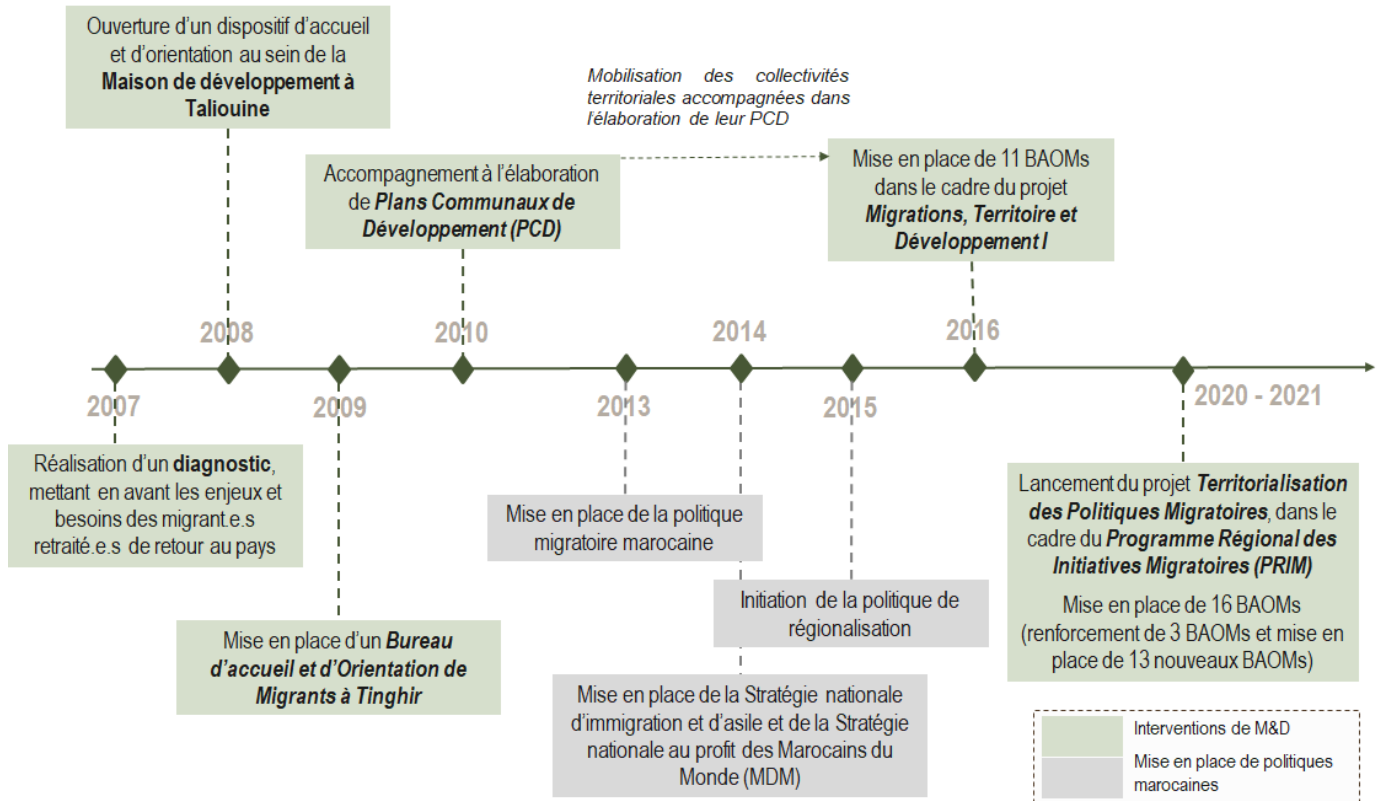 Ouverture d'un dispositif d'accueil
et d'orientation au sein de la
Maison de développement à
Taliouine
Mobilisation des collectivités
territoriales accompagnées dans
l'élaboration de leur PCD
Accompagnement à l'élaboration
de Plans Communaux de
Développement (PCD)
Mise en place de 11 BAOMs
dans le cadre du projet
Migrations, Territoire et
Développement I
2008
2010
2014
2016
2007
2009
2013
2015
2020 - 2021
Réalisation d'un diagnostic,
mettant en avant les enjeux et
besoins des migrant.e.s
retraité.e.s de retour au pays
Mise en place d'un Bureau
d'accueil et d'Orientation de
Migrants à Tinghir
Mise en place de la politique
migratoire marocaine
Initiation de la politique de
régionalisation
Mise en place de la Stratégie nationale
d'immigration et d'asile et de la Stratégie
nationale au profit des Marocains du
Monde (MDM)
Lancement du projet Territorialisation
des Politiques Migratoires, dans le
cadre du Programme Régional des
Initiatives Migratoires (PRIM)
Mise en place de 16 BAOMs
(renforcement de 3 BAOMs et mise en
place de 13 nouveaux BAOMs)
Interventions de M&D
Mise en place de politiques
marocaines